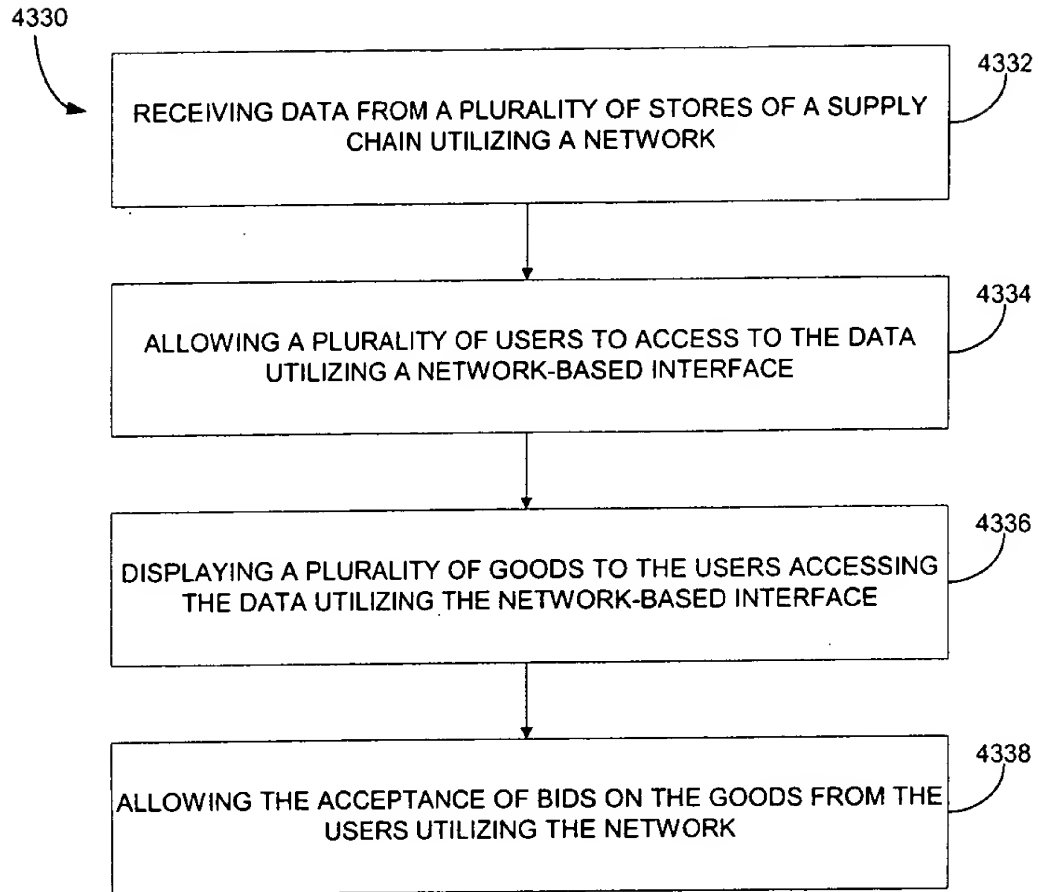 4330
4332
RECEIVING DATA FROM A PLURALITY OF STORES OF A SUPPLY
CHAIN UTILIZING A NETWORK
4334
ALLOWING A PLURALITY OF USERS TO ACCESS TO THE DATA
UTILIZING A NETWORK-BASED INTERFACE
4336
DISPLAYING A PLURALITY OF GOODS TO THE USERS ACCESSING
THE DATA UTILIZING THE NETWORK-BASED INTERFACE
4338
ALLOWING THE ACCEPTANCE OF BIDS ON THE GOODS FROM THE
USERS UTILIZING THE NETWORK